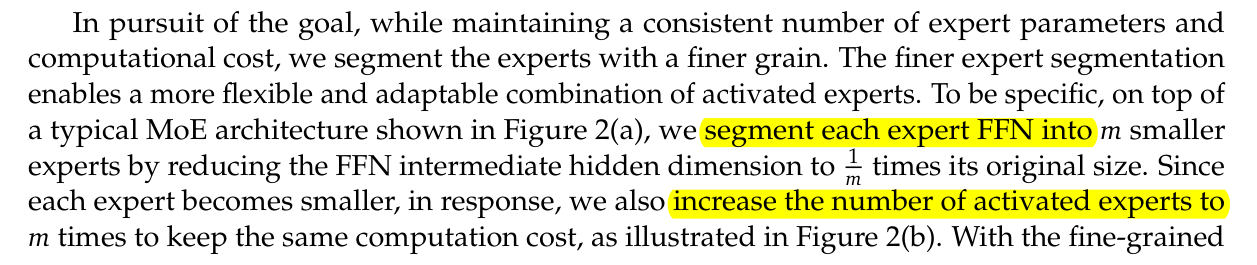 In pursuit of the goal, while maintaining a consistent number of expert parameters and
computational cost, we segment the experts with a finer grain. The finer expert segmentation
enables a more flexible and adaptable combination of activated experts. To be specific, on top of
a typical MoE architecture shown in Figure 2(a), we segment each expert FFN into m smaller
experts by reducing the FFN intermediate hidden dimension to 1/m times its original size. Since
each expert becomes smaller, in response, we also increase the number of activated experts to
m times to keep the same computation cost, as illustrated in Figure 2(b). With the fine-grained